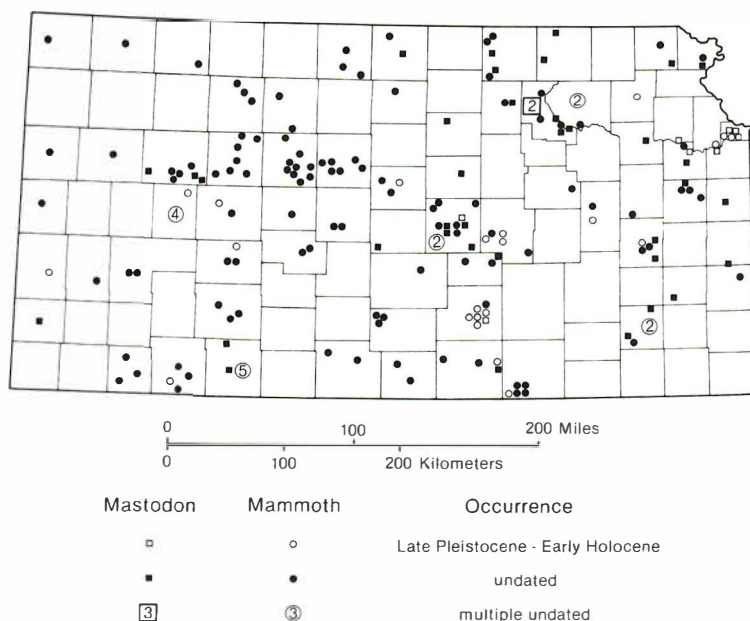 2
2
4
2
2
5
0 100 200 Miles
0 100 200 Kilometers
Mastodon Mammoth Occurrence
Late Pleistocene - Early Holocene
undated
3 3 multiple undated